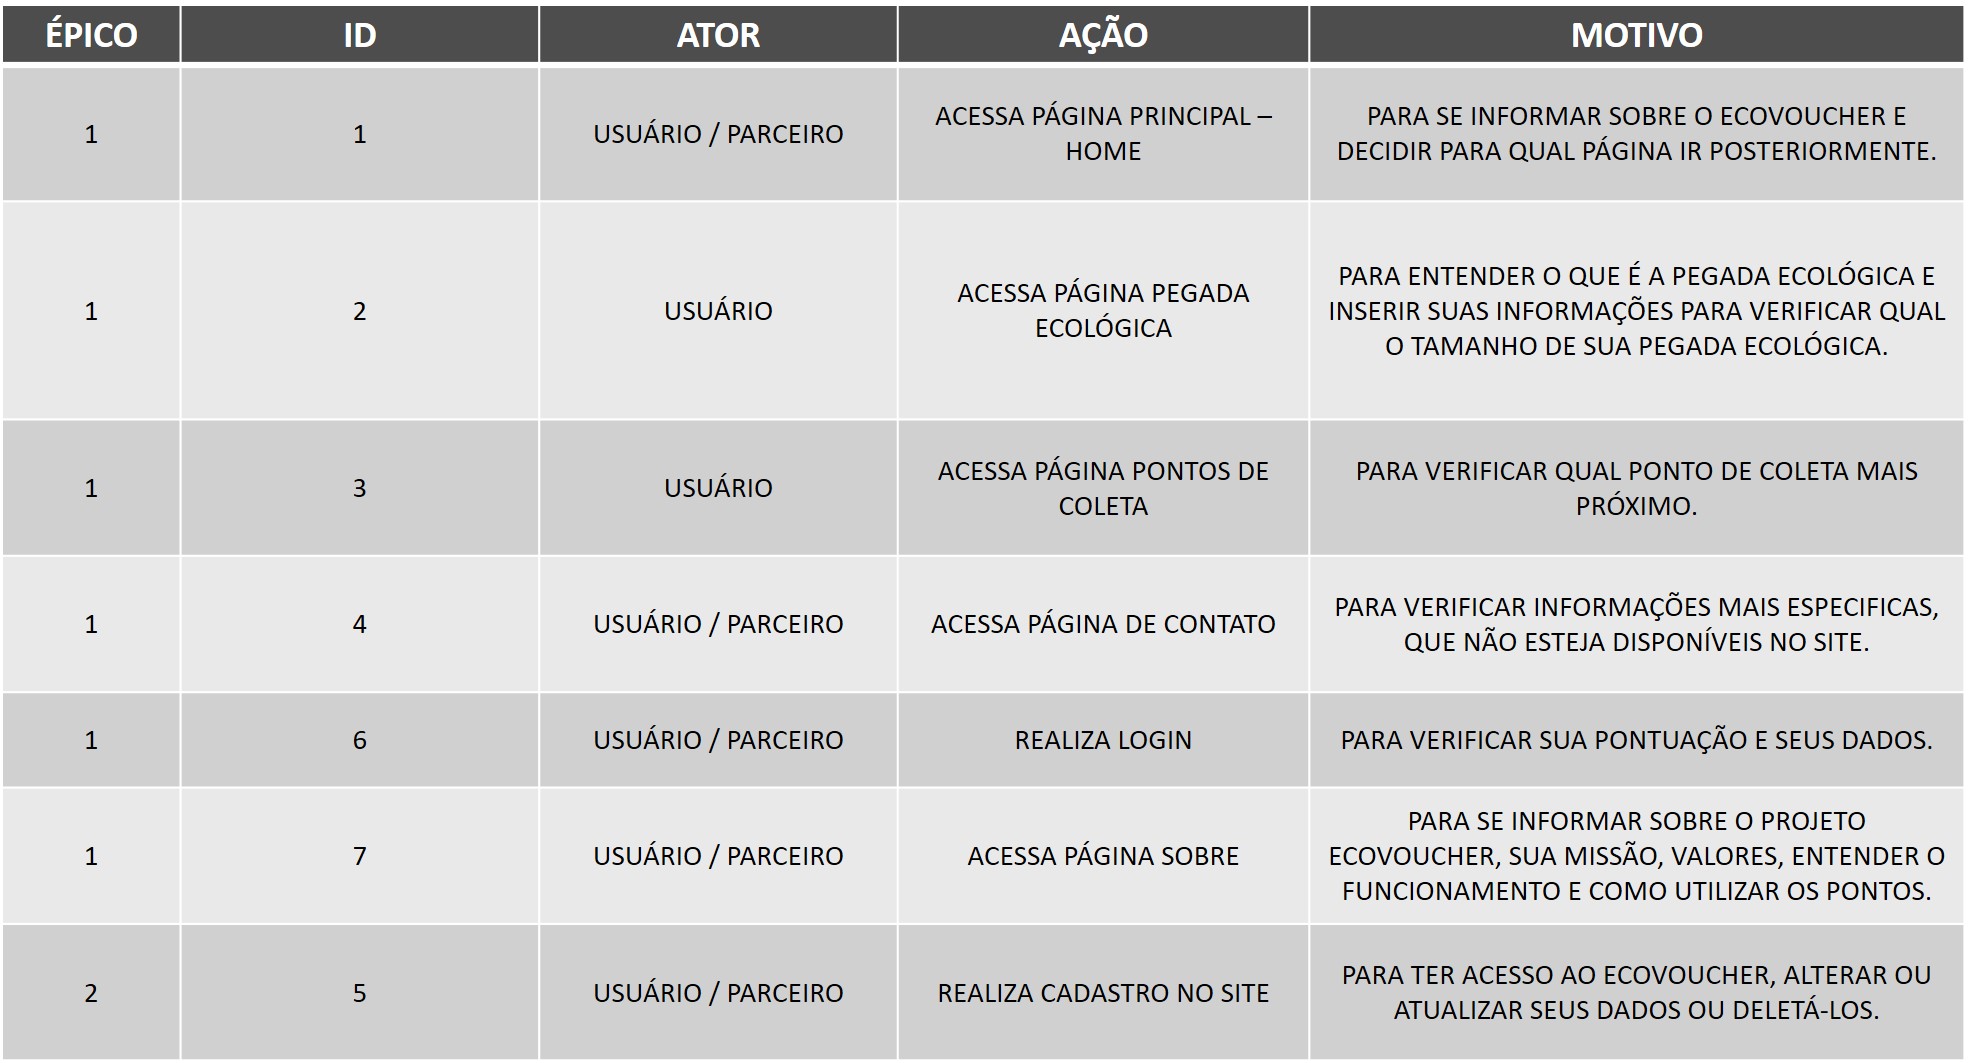 ÉPICO ID ATOR AÇÃO MOTIVO
1 1 USUÁRIO / PARCEIRO ACESSA PÁGINA PRINCIPAL –
HOME
PARA SE INFORMAR SOBRE O ECOVOUCHER E
DECIDIR PARA QUAL PÁGINA IR POSTERIORMENTE.
1 2 USUÁRIO ACESSA PÁGINA PEGADA
ECOLÓGICA
PARA ENTENDER O QUE É A PEGADA ECOLÓGICA E
INSERIR SUAS INFORMAÇÕES PARA VERIFICAR QUAL
O TAMANHO DE SUA PEGADA ECOLÓGICA.
1 3 USUÁRIO ACESSA PÁGINA PONTOS DE
COLETA
PARA VERIFICAR QUAL PONTO DE COLETA MAIS
PRÓXIMO.
1 4 USUÁRIO / PARCEIRO ACESSA PÁGINA DE CONTATO
PARA VERIFICAR INFORMAÇÕES MAIS ESPECIFICAS,
QUE NÃO ESTEJA DISPONÍVEIS NO SITE.
1 6 USUÁRIO / PARCEIRO REALIZA LOGIN PARA VERIFICAR SUA PONTUAÇÃO E SEUS DADOS.
1 7 USUÁRIO / PARCEIRO ACESSA PÁGINA SOBRE
PARA SE INFORMAR SOBRE O PROJETO
ECOVOUCHER, SUA MISSÃO, VALORES, ENTENDER O
FUNCIONAMENTO E COMO UTILIZAR OS PONTOS.
2 5 USUÁRIO / PARCEIRO REALIZA CADASTRO NO SITE
PARA TER ACESSO AO ECOVOUCHER, ALTERAR OU
ATUALIZAR SEUS DADOS OU DELETÁ-LOS.